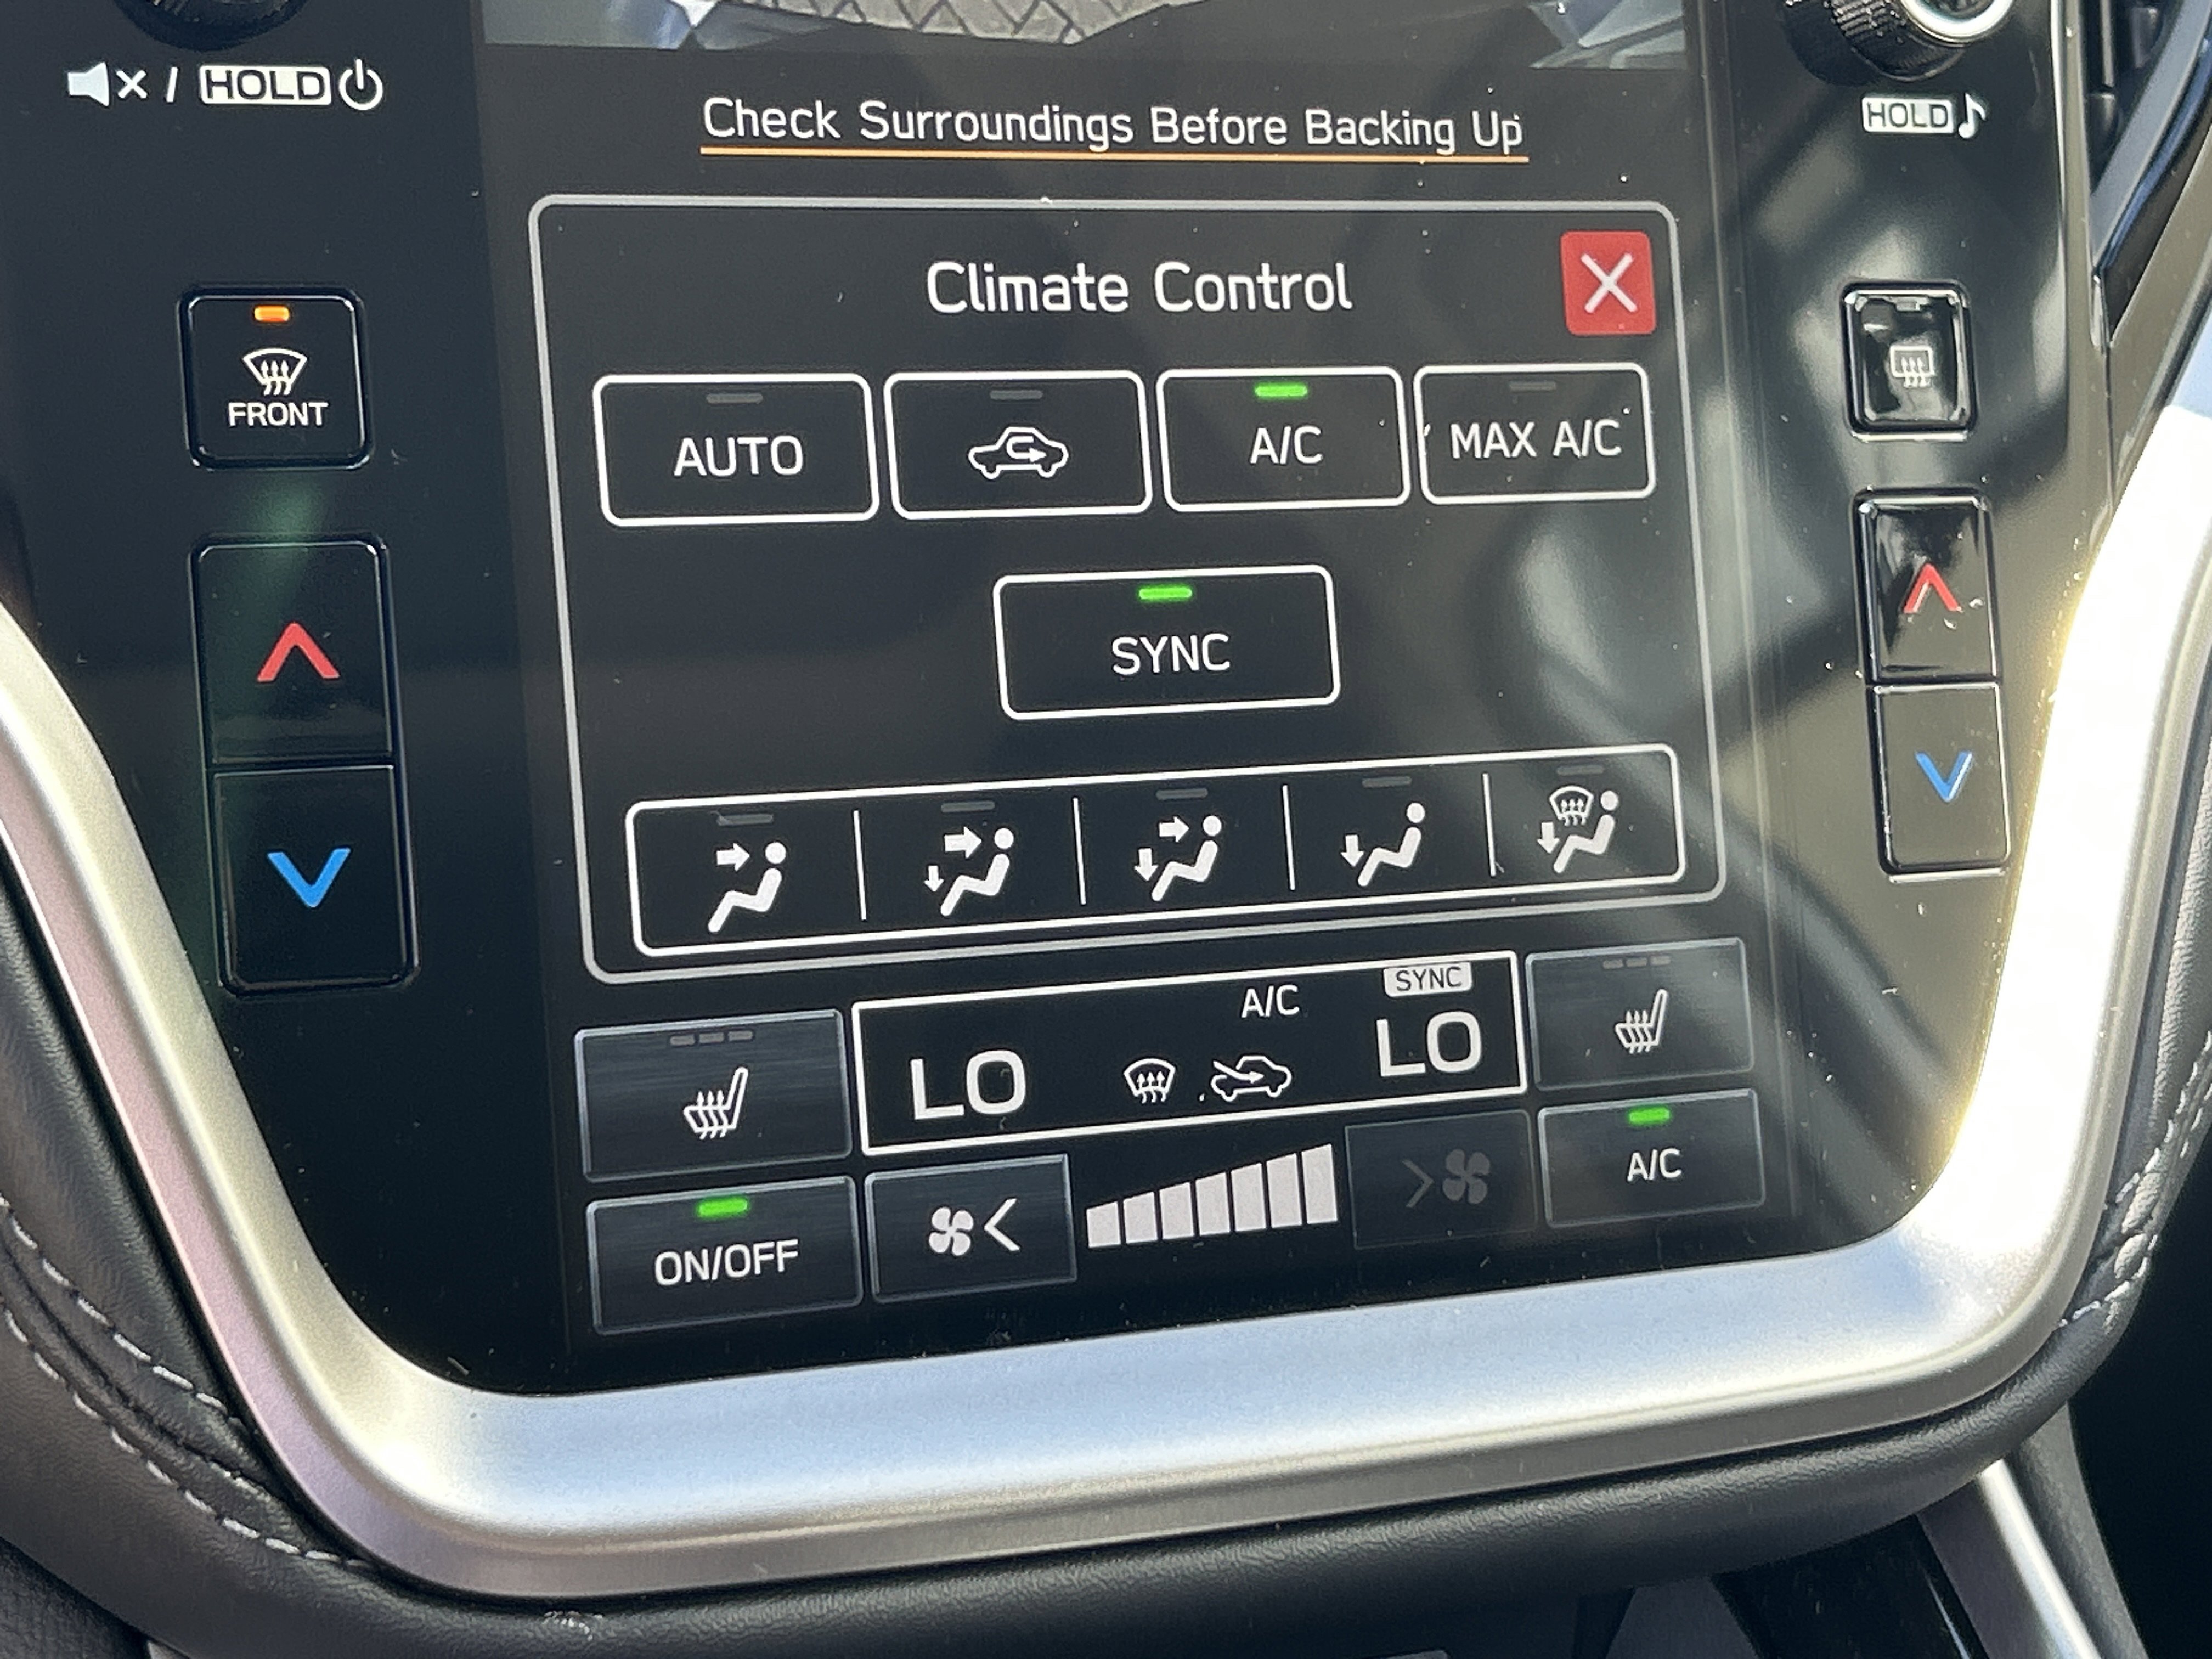 / HOLD
HOLD
Check Surroundings Before Backing Up
Climate Control
FRONT
AUTO
A/C
MAX A/C
SYNC
A/C
SYNC
LO
LO
A/C
ON/OFF